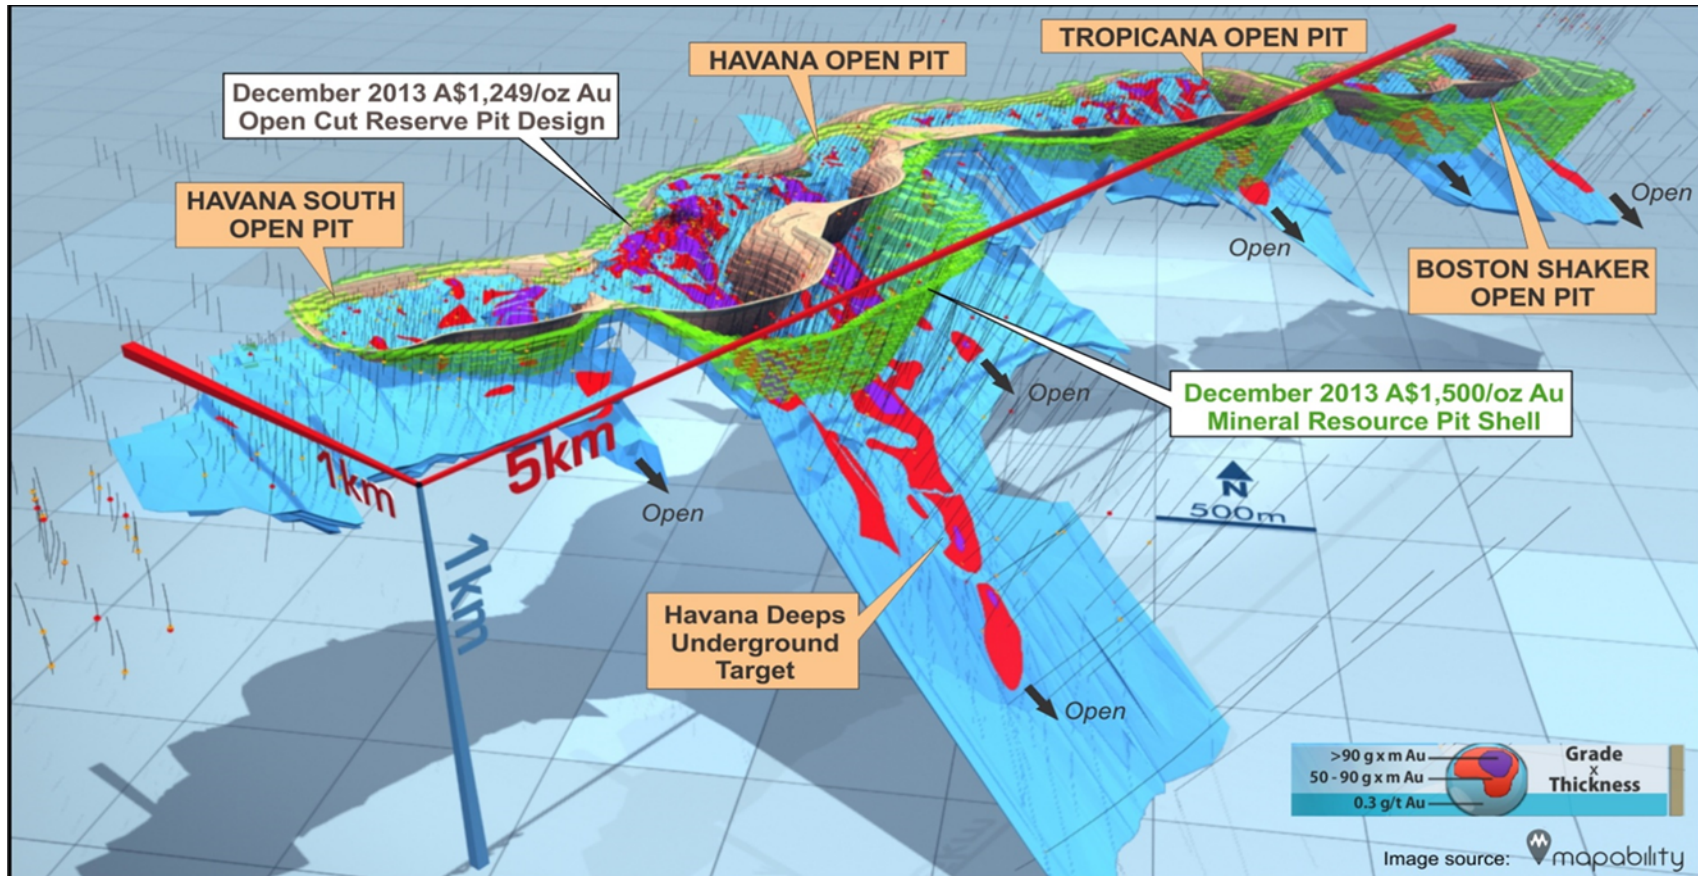 TROPICANA OPEN PIT
HAVANA OPEN PIT
December 2013 A$1,249/oz Au
Open Cut Reserve Pit Design
HAVANA SOUTH
OPEN PIT
Open
Open
BOSTON SHAKER
OPEN PIT
December 2013 A$1,500/oz Au
Mineral Resource Pit Shell
Open
1km
5km
Open
1km
N
500m
Havana Deeps
Underground
Target
Open
>90 g x m Au
50 - 90 g x m Au
0.3 g/t Au
Grade
x
Thickness
Image source: mapability